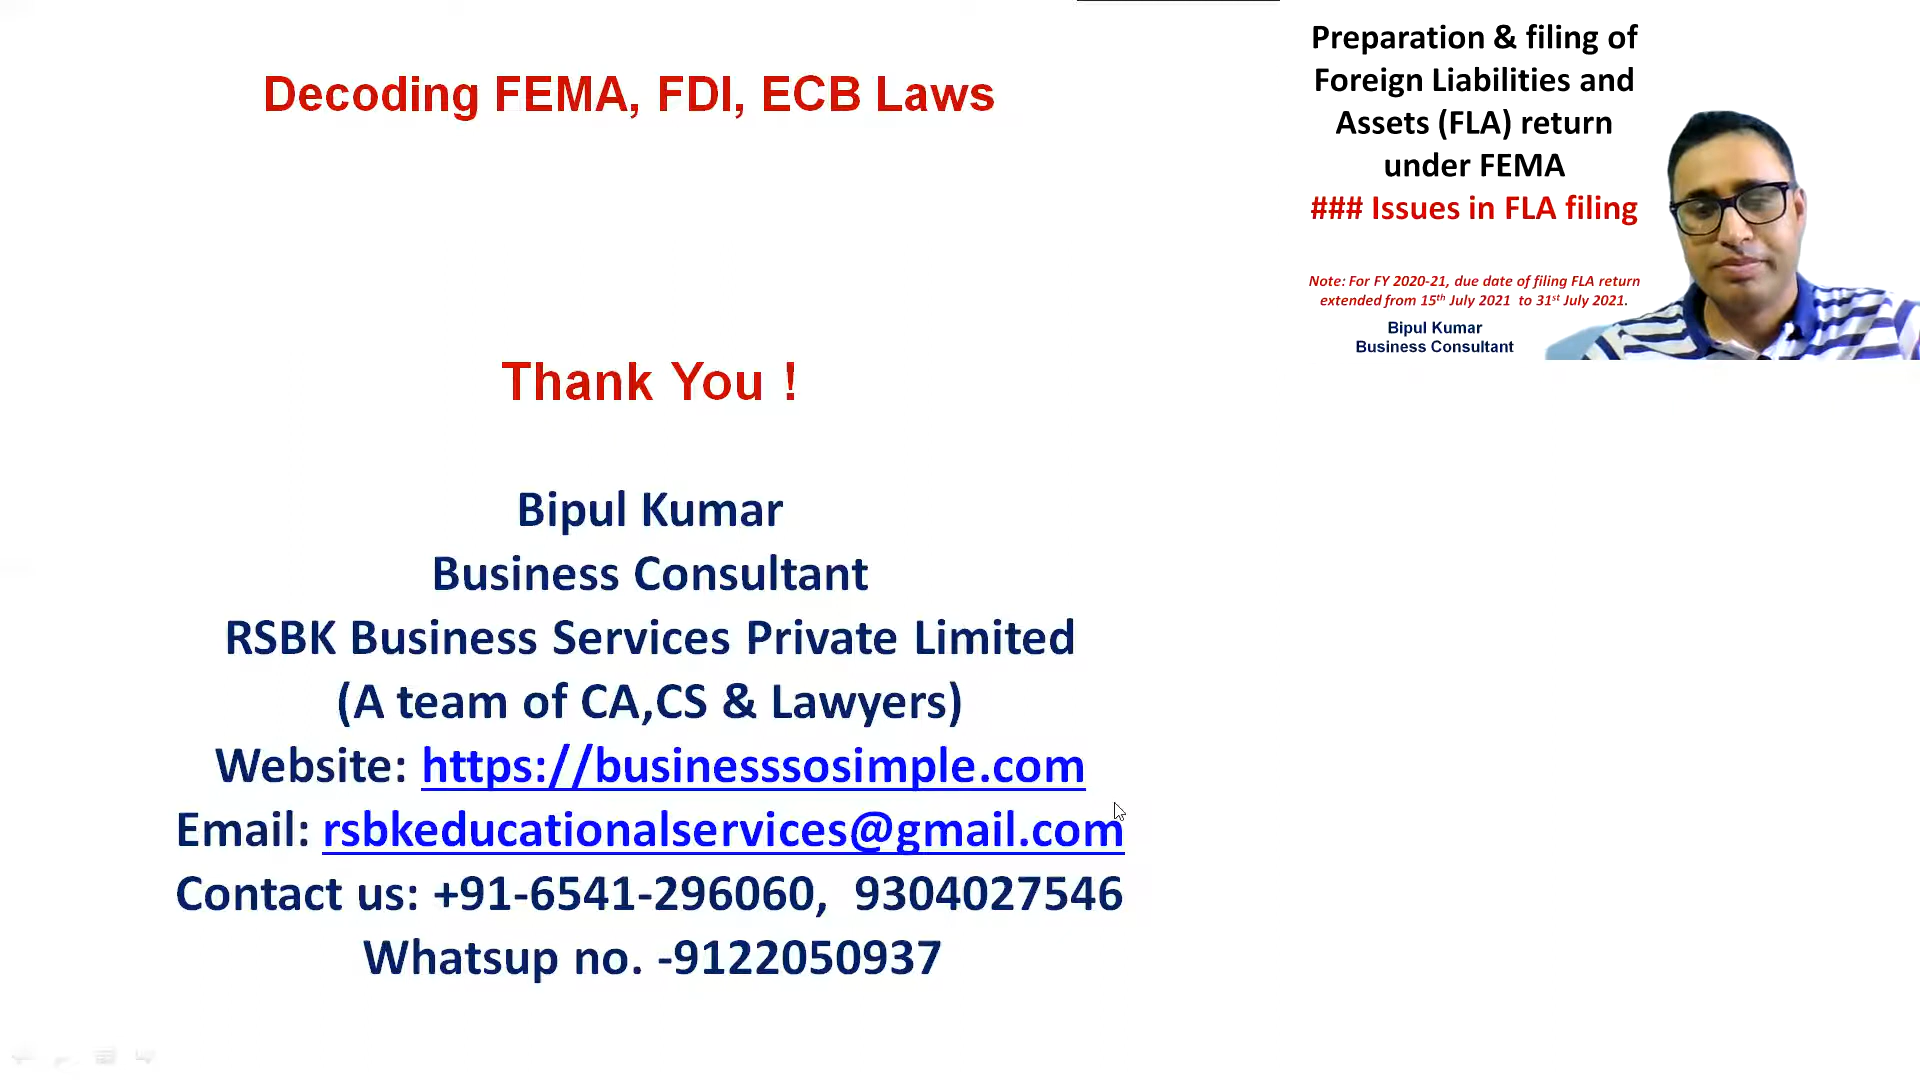 Decoding FEMA, FDI, ECB Laws
Thank You !
Bipul Kumar
Business Consultant
RSBK Business Services Private Limited
(A team of CA,CS & Lawyers)
Website: https://businesssosimple.com
Email: rsbkeducationalservices@gmail.com
Contact us: +91-6541-296060, 9304027546
Whatsup no. -9122050937
Preparation & filing of
Foreign Liabilities and
Assets (FLA) return
under FEMA
### Issues in FLA filing
Note: For FY 2020-21, due date of filing FLA return
extended from 15th July 2021 to 31st July 2021.
Bipul Kumar
Business Consultant